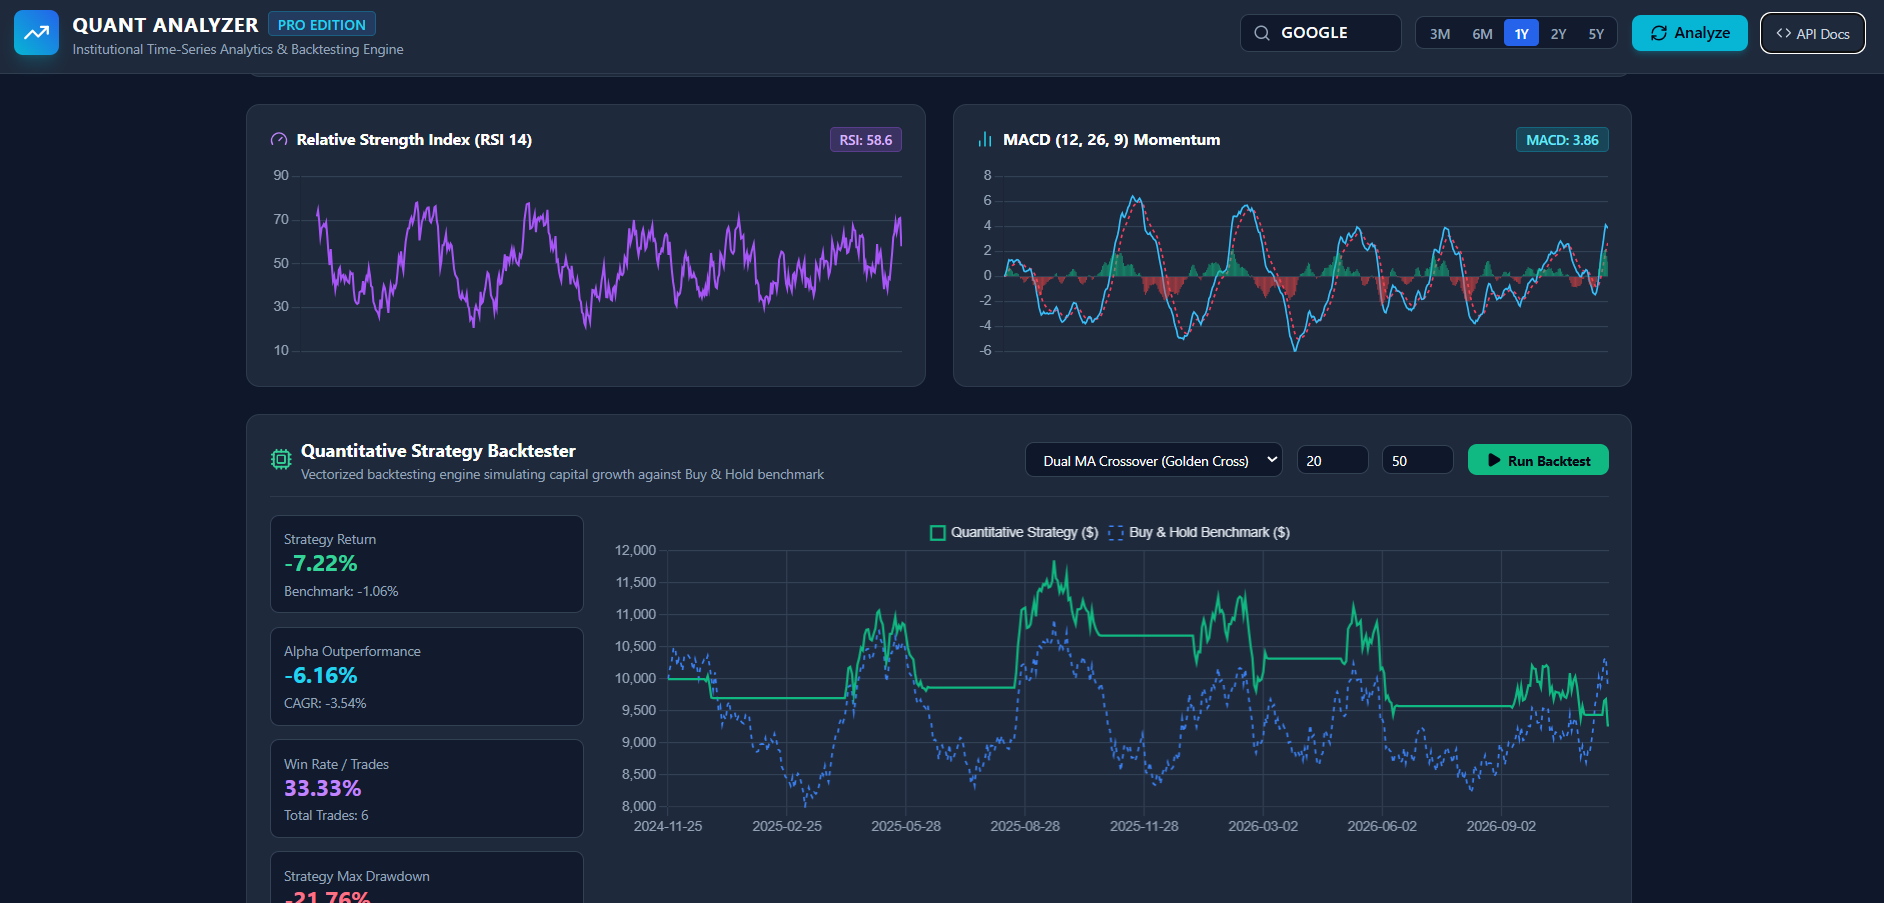 QUANT ANALYZER PRO EDITION
Institutional Time-Series Analytics & Backtesting Engine
GOOGLE
3M 6M 1Y 2Y 5Y
Analyze
<> API Docs
Relative Strength Index (RSI 14)
RSI: 58.6
90
70
50
30
10
MACD (12, 26, 9) Momentum
MACD: 3.86
8
6
4
2
0
-2
-4
-6
Quantitative Strategy Backtester
Vectorized backtesting engine simulating capital growth against Buy & Hold benchmark
Dual MA Crossover (Golden Cross)
20
50
Run Backtest
Strategy Return
-7.22%
Benchmark: -1.06%
Alpha Outperformance
-6.16%
CAGR: -3.54%
Win Rate / Trades
33.33%
Total Trades: 6
Strategy Max Drawdown
-21.76%
Quantitative Strategy ($) Buy & Hold Benchmark ($)
12,000
11,500
11,000
10,500
10,000
9,500
9,000
8,500
8,000
2024-11-25 2025-02-25 2025-05-28 2025-08-28 2025-11-28 2026-03-02 2026-06-02 2026-09-02